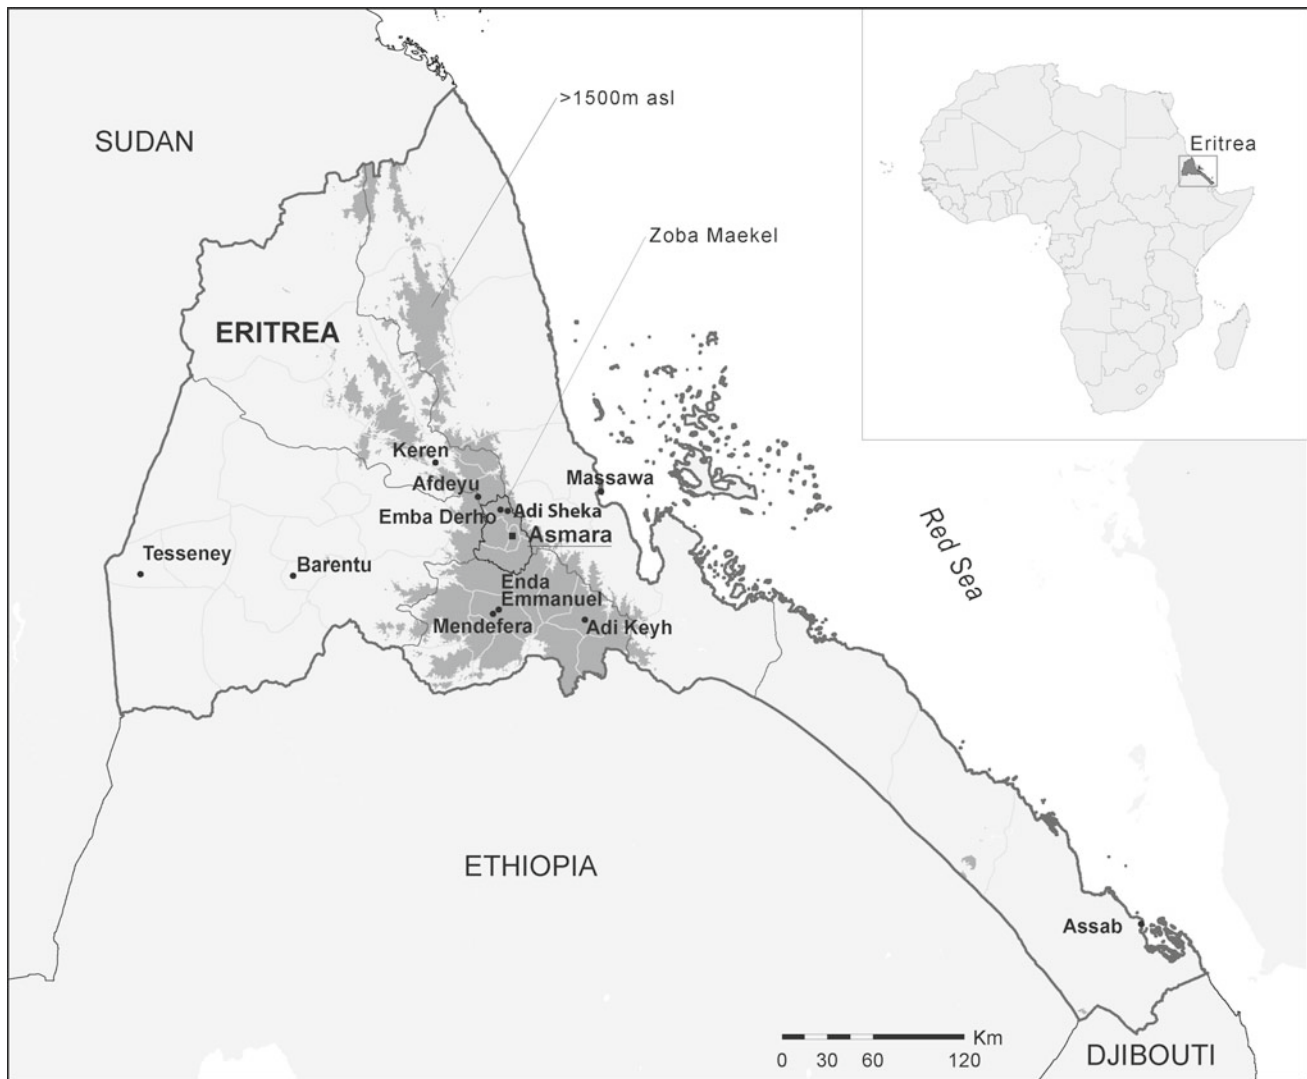 >1500m asl
SUDAN
Eritrea
Zoba Maekel
ERITREA
Keren
Afdeyu
Massawa
Emba Derho
Adi Sheka
Asmara
Red Sea
Tesseney
Barentu
Enda
Emmanuel
Mendefera
Adi Keyh
ETHIOPIA
Assab
Km
0 30 60 120
DJIBOUTI